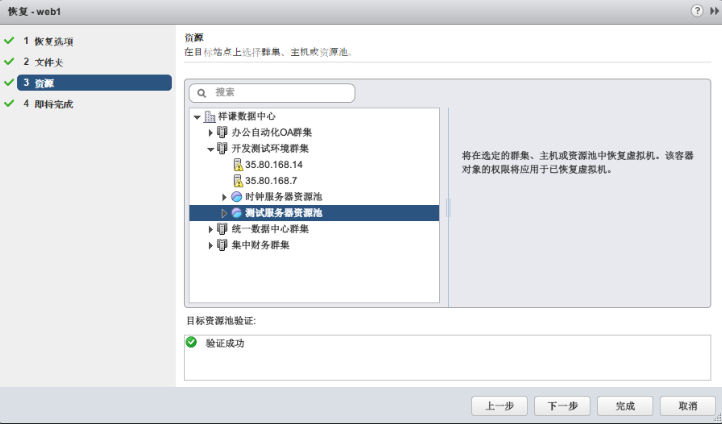 恢复 - web1
1 恢复选项
2 文件夹
3 资源
4 即将完成
资源
在目标站点上选择群集、主机或资源池。
搜索
祥谦数据中心
办公自动化OA群集
开发测试环境群集
35.80.168.14
35.80.168.7
时钟服务器资源池
测试服务器资源池
统一数据中心群集
集中财务群集
将在选定的群集、主机或资源池中恢复虚拟机。该容器
对象的权限将应用于已恢复虚拟机。
目标资源池验证:
验证成功
上一步 下一步 完成 取消